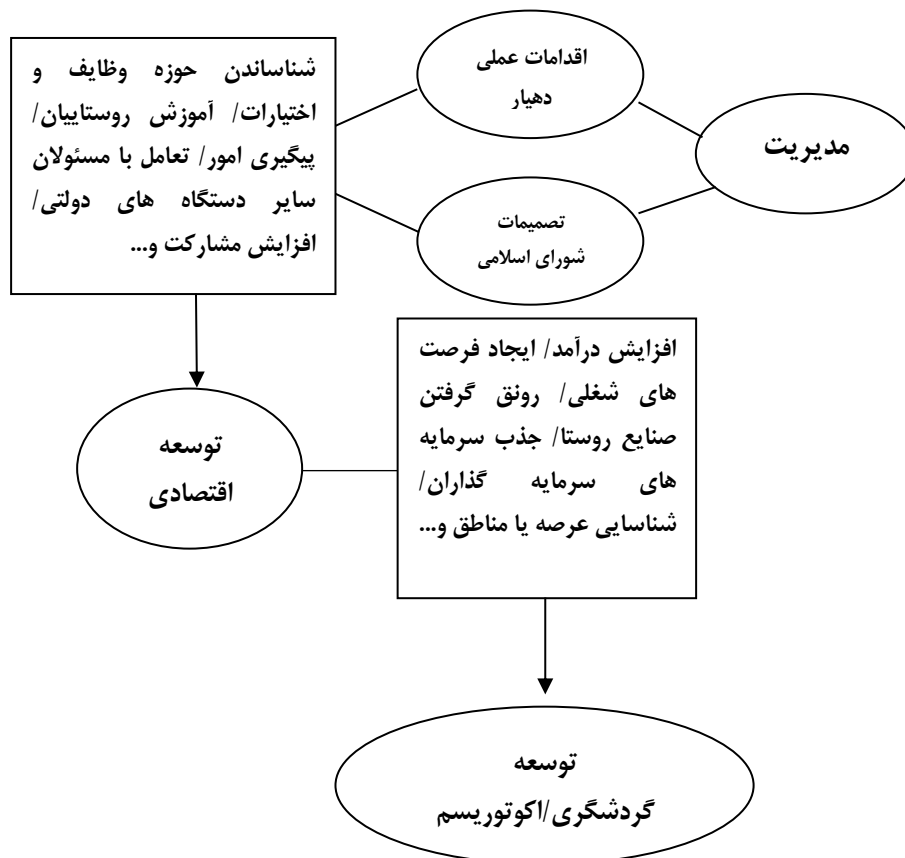 مدیریت
اقدامات عملی
دهیار
تصمیمات
شورای اسلامی
شناساندن حوزه وظایف و
اختیارات/ آموزش روستاییان/
پیگیری امور/ تعامل با مسئولان
سایر دستگاه های دولتی/
افزایش مشارکت و...
توسعه
اقتصادی
افزایش درآمد/ ایجاد فرصت
های شغلی/ رونق گرفتن
صنایع روستا/ جذب سرمایه
های سرمایه گذاران/
شناسایی عرصه یا مناطق و...
توسعه
گردشگری/اکوتوریسم